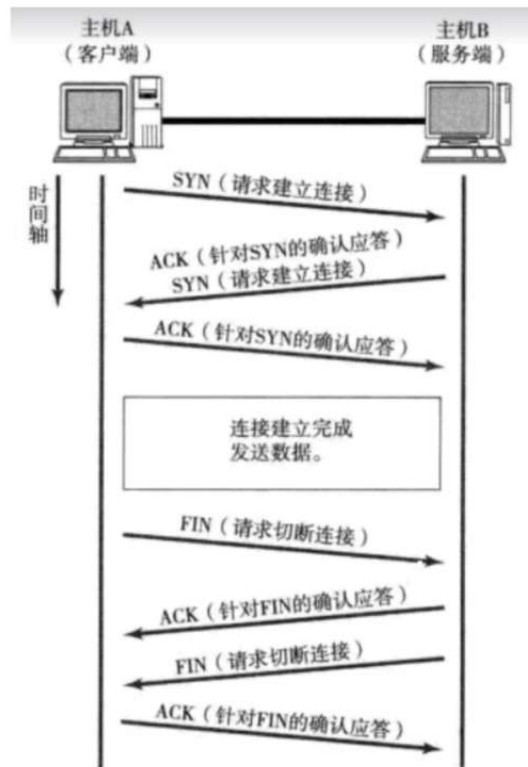 主机A
（客户端）
主机B
（服务端）
时间轴
SYN（请求建立连接）
ACK（针对SYN的确认应答）
SYN（请求建立连接）
ACK（针对SYN的确认应答）
连接建立完成
发送数据。
FIN（请求切断连接）
ACK（针对FIN的确认应答）
FIN（请求切断连接）
ACK（针对FIN的确认应答）